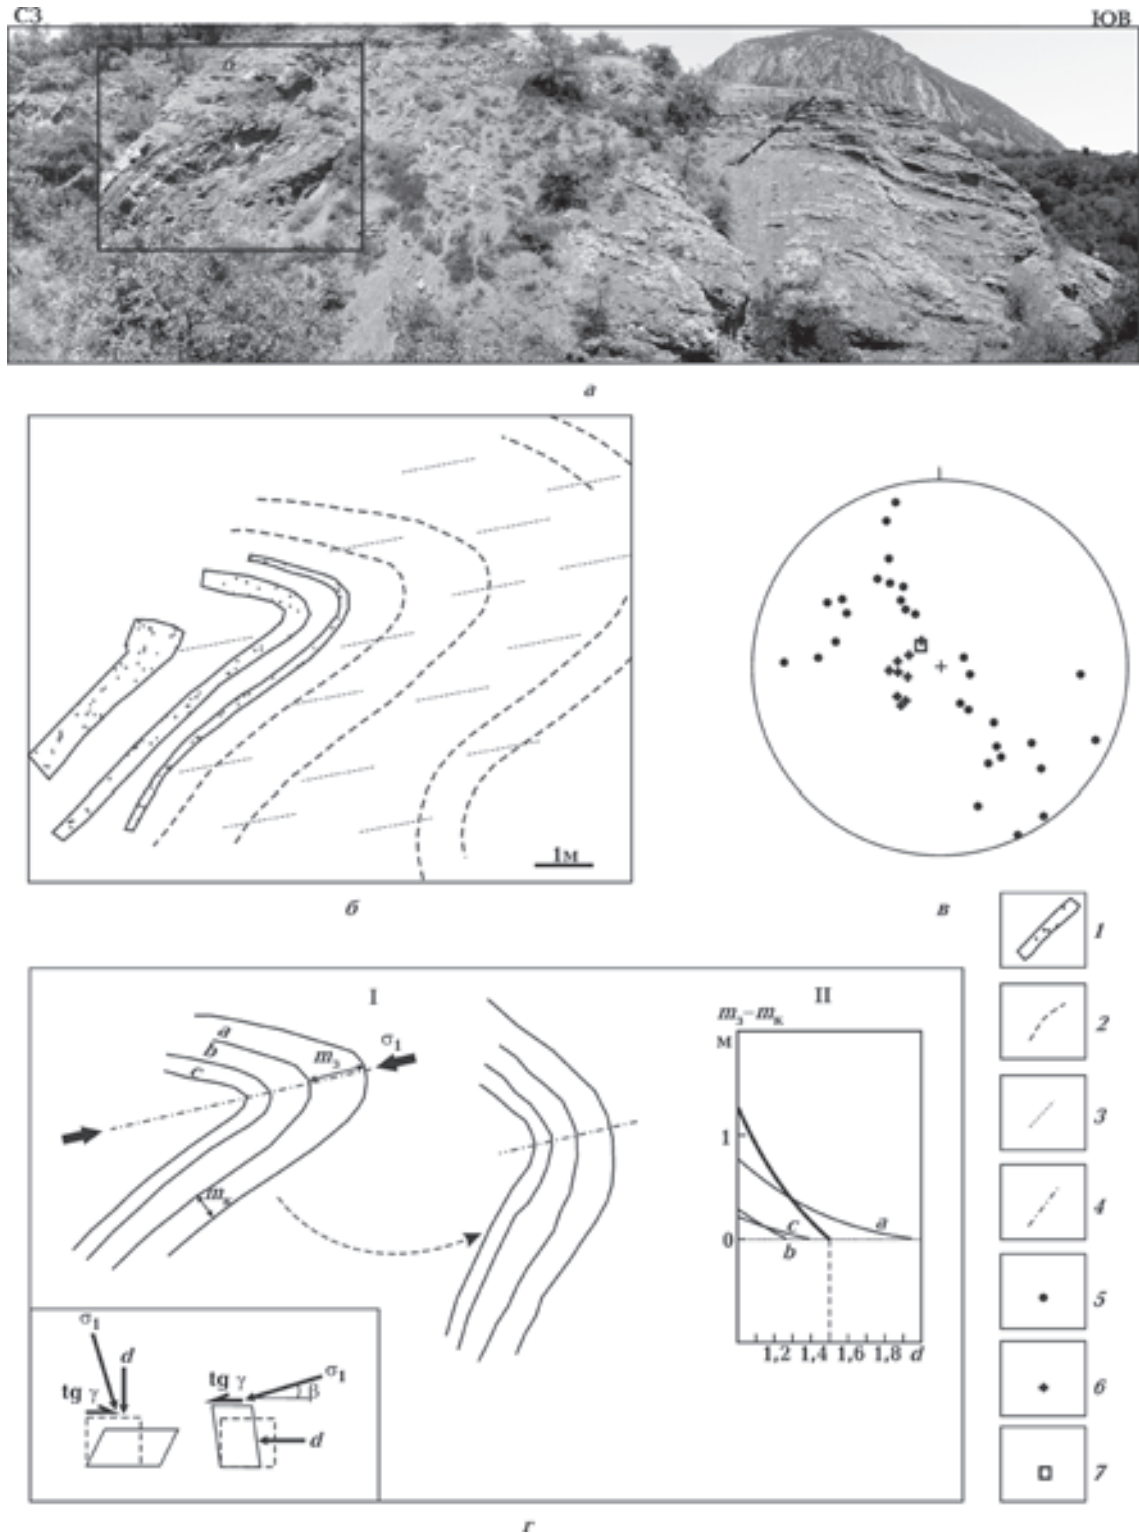 СЗ ЮВ
б
а
1м
б
в
I
a
b
c
mз
σ1
mк
II
mз–mк
м
1
0
a
c
b
1,2 1,4 1,6 1,8 d
σ1
d
tg γ
tg γ
σ1
β
d
г
1
2
3
4
5
6
7